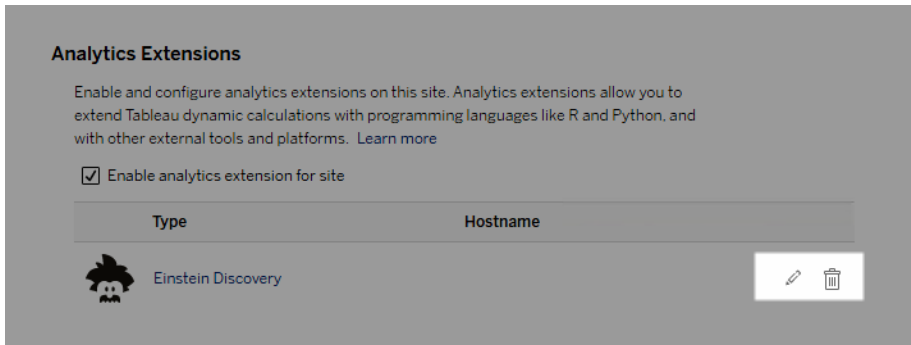 Analytics Extensions
Enable and configure analytics extensions on this site. Analytics extensions allow you to
extend Tableau dynamic calculations with programming languages like R and Python, and
with other external tools and platforms. Learn more
Enable analytics extension for site
Type Hostname
Einstein Discovery